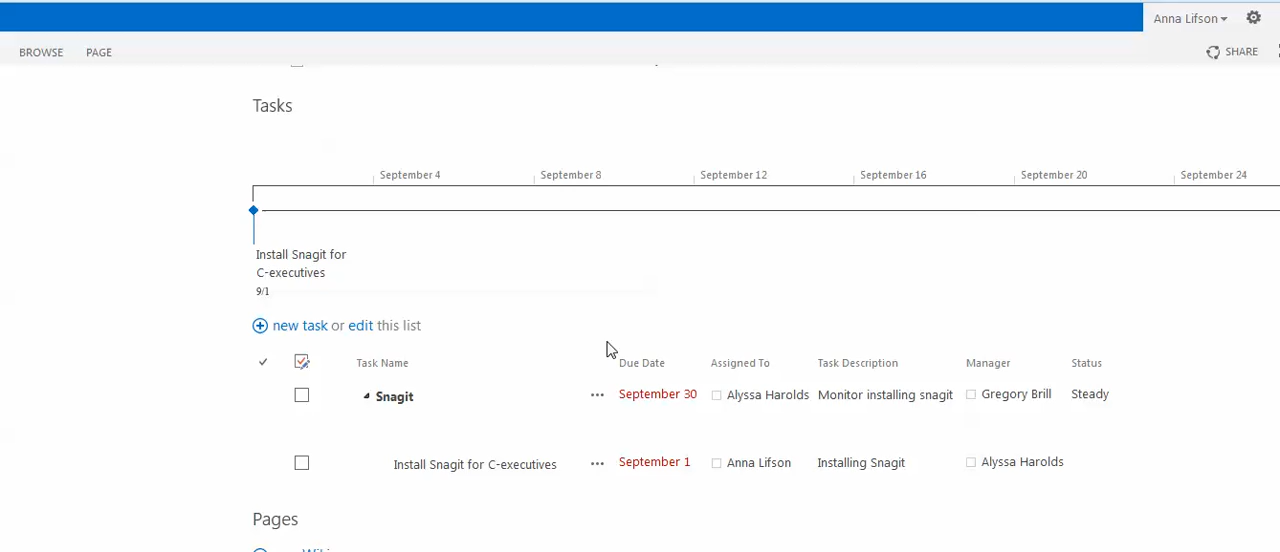 Anna Lifson
BROWSE PAGE SHARE
Tasks
September 4 September 8 September 12 September 16 September 20 September 24
Install Snagit for
C-executives
9/1
new task or edit this list
Task Name Due Date Assigned To Task Description Manager Status
Snagit ... September 30 Alyssa Harolds Monitor installing snagit Gregory Brill Steady
Install Snagit for C-executives ... September 1 Anna Lifson Installing Snagit Alyssa Harolds
Pages